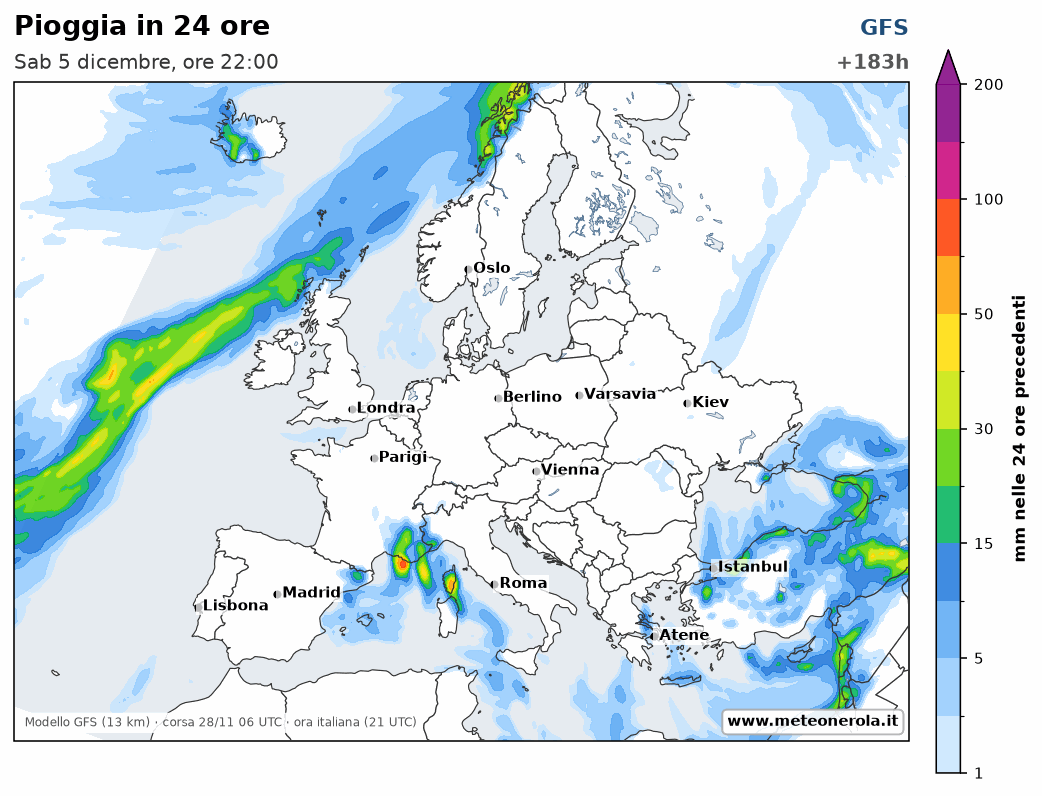 Pioggia in 24 ore
GFS
Sab 5 dicembre, ore 22:00
+183h
200
100
50
30
15
5
1
mm nelle 24 ore precedenti
Oslo
Berlino
Varsavia
Kiev
Londra
Parigi
Vienna
Istanbul
Roma
Madrid
Lisbona
Atene
Modello GFS (13 km) · corsa 28/11 06 UTC · ora italiana (21 UTC)
www.meteonerola.it